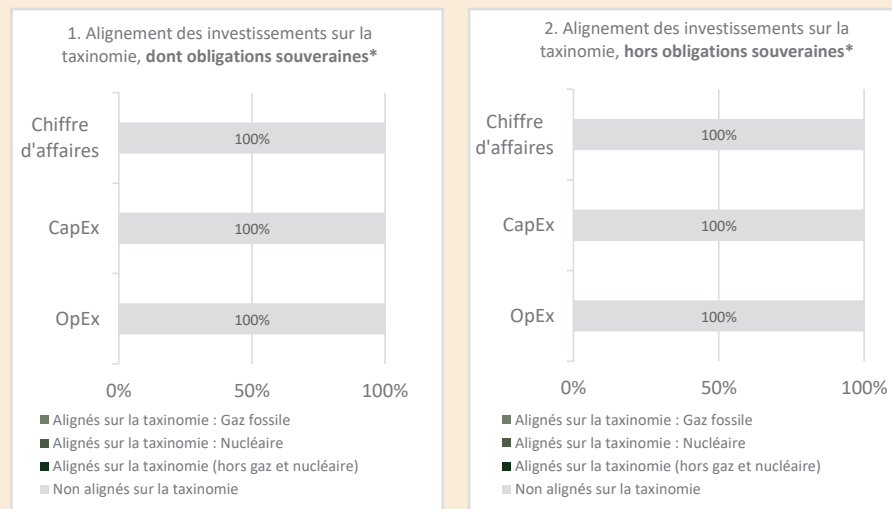 1. Alignement des investissements sur la
taxinomie, dont obligations souveraines*
Chiffre
d'affaires
100%
CapEx
100%
OpEx
100%
0%
50%
100%
Alignés sur la taxinomie : Gaz fossile
Alignés sur la taxinomie : Nucléaire
Alignés sur la taxinomie (hors gaz et nucléaire)
Non alignés sur la taxinomie
2. Alignement des investissements sur la
taxinomie, hors obligations souveraines*
Chiffre
d'affaires
100%
CapEx
100%
OpEx
100%
0%
50%
100%
Alignés sur la taxinomie : Gaz fossile
Alignés sur la taxinomie : Nucléaire
Alignés sur la taxinomie (hors gaz et nucléaire)
Non alignés sur la taxinomie